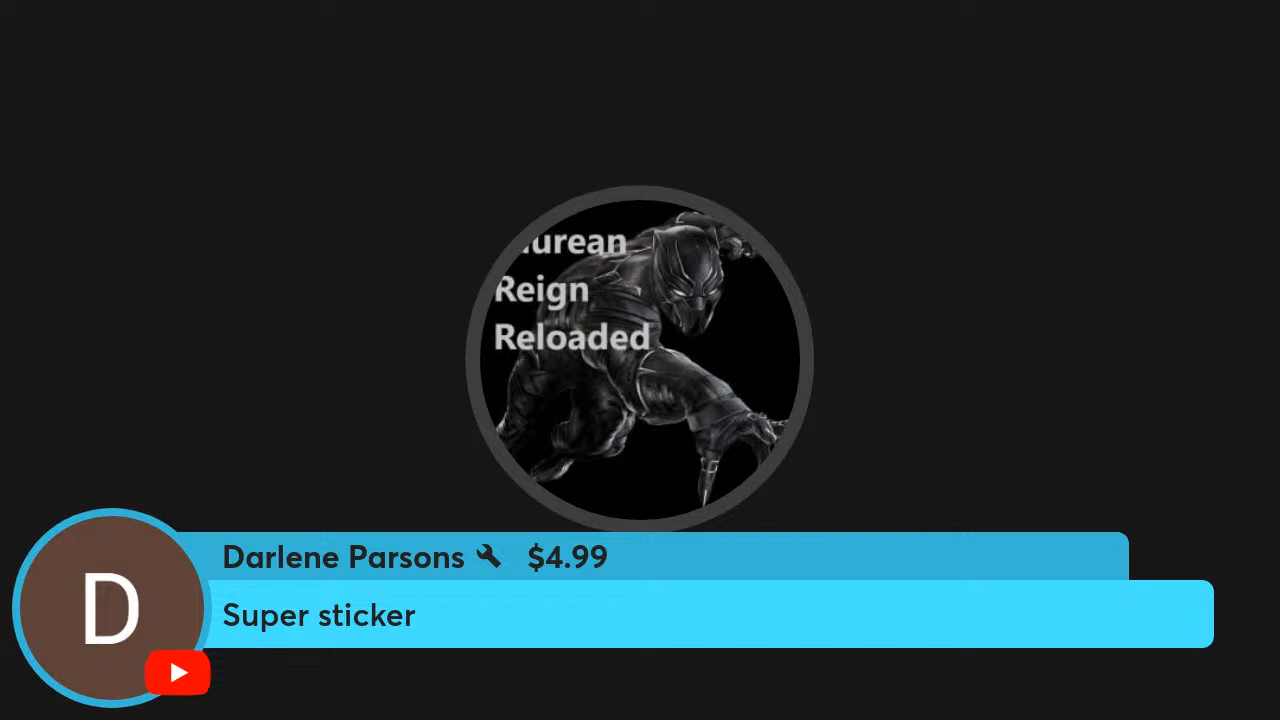 Reign
Reloaded
Darlene Parsons $4.99
Super sticker
D